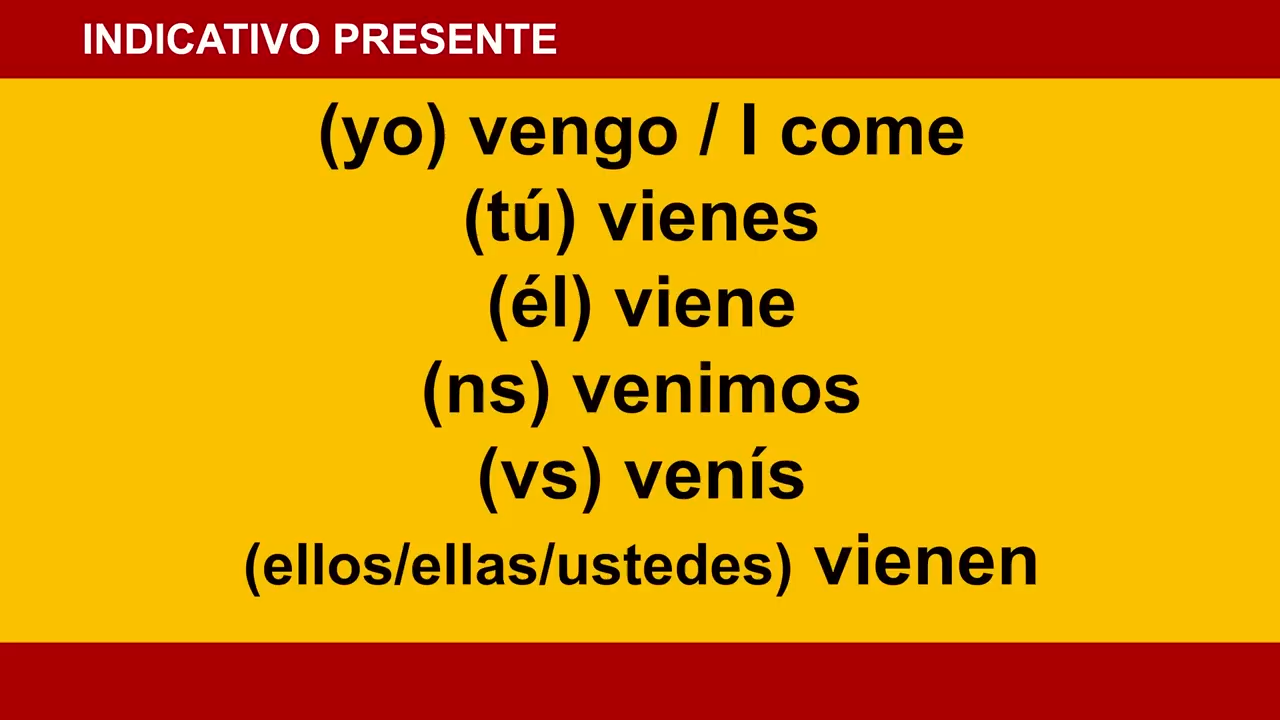 INDICATIVO PRESENTE
(yo) vengo / I come
(tú) vienes
(él) viene
(ns) venimos
(vs) venís
(ellos/ellas/ustedes) vienen